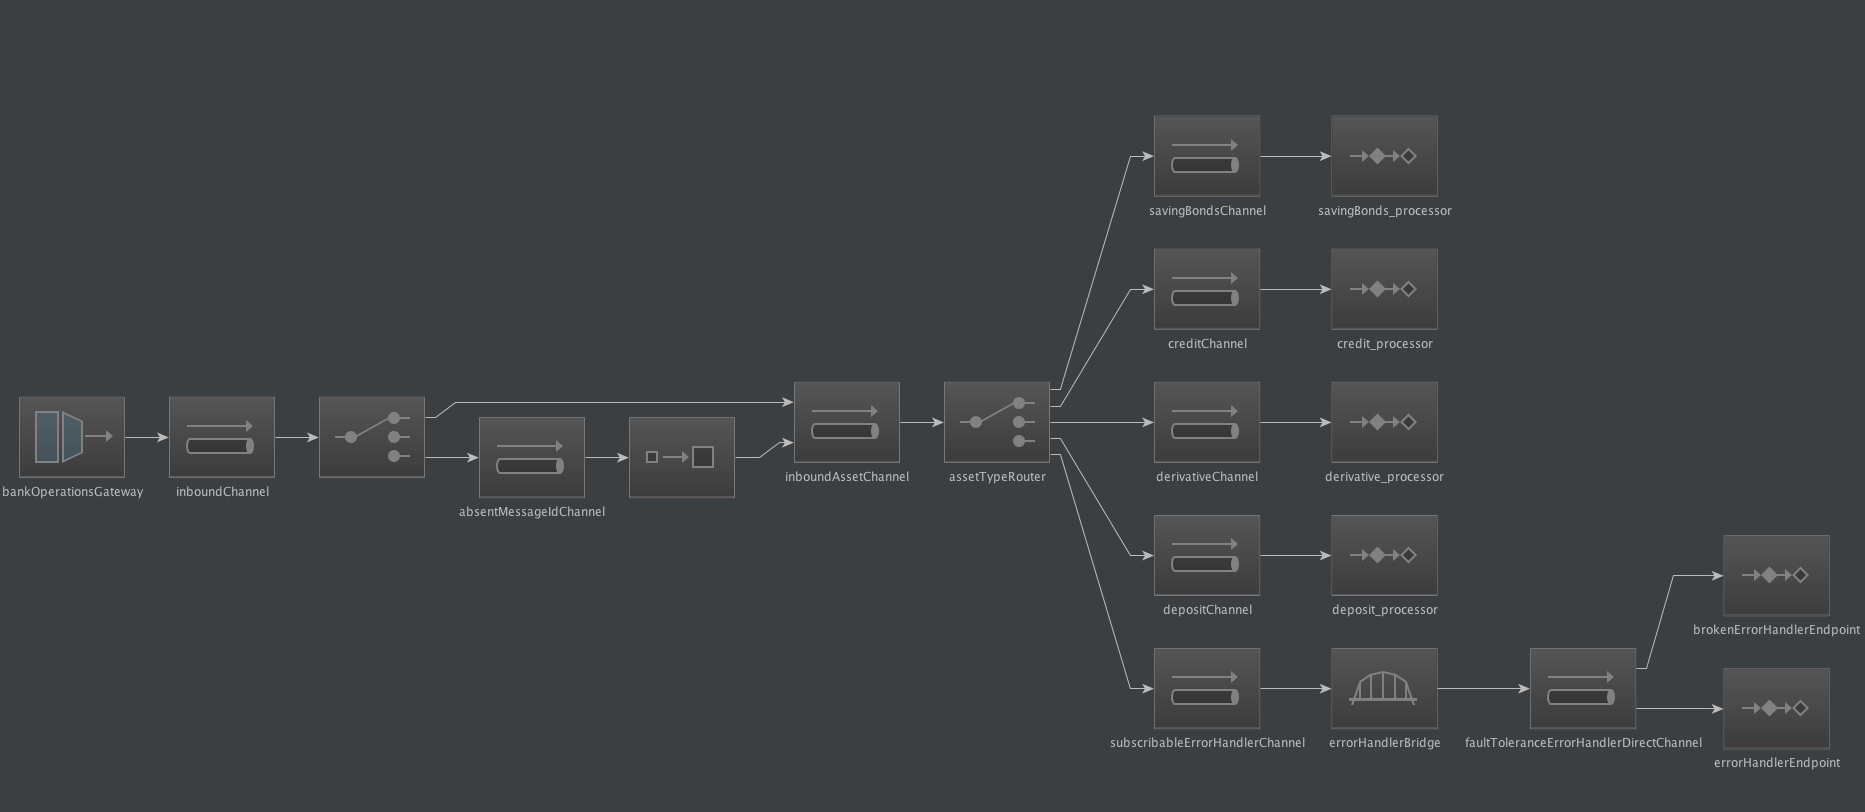 savingBondsChannel
savingBonds_processor
creditChannel
credit_processor
bankOperationsGateway
inboundChannel
absentMessageIdChannel
inboundAssetChannel
assetTypeRouter
derivativeChannel
derivative_processor
depositChannel
deposit_processor
brokenErrorHandlerEndpoint
subscribableErrorHandlerChannel
errorHandlerBridge
faultToleranceErrorHandlerDirectChannel
errorHandlerEndpoint